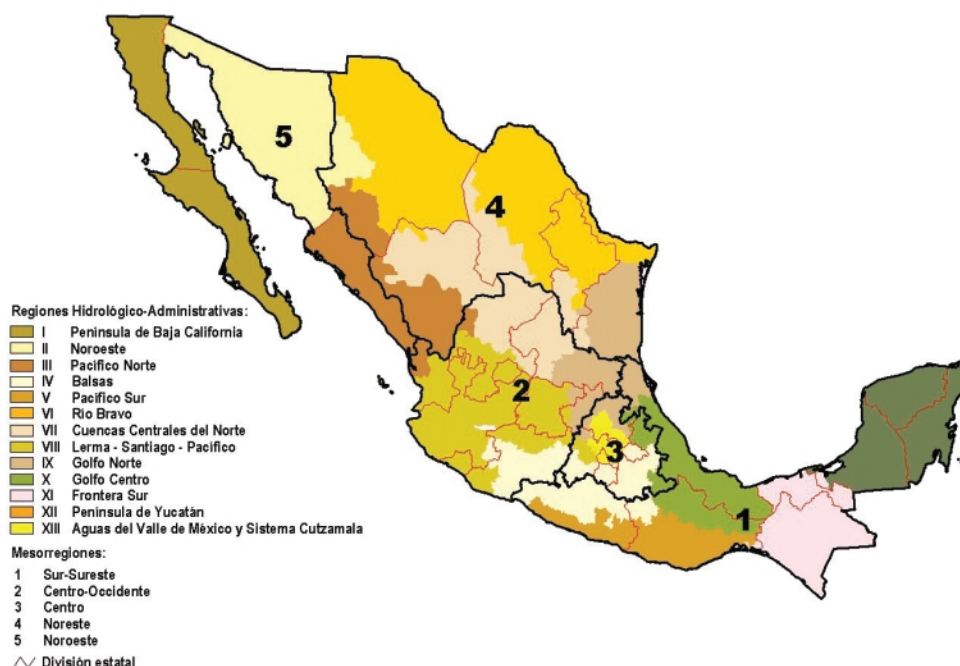 5
4
2
3
1
Regiones Hidrológico-Administrativas:
I Península de Baja California
II Noroeste
III Pacífico Norte
IV Balsas
V Pacífico Sur
VI Río Bravo
VII Cuencas Centrales del Norte
VIII Lerma - Santiago - Pacífico
IX Golfo Norte
X Golfo Centro
XI Frontera Sur
XII Península de Yucatán
XIII Aguas del Valle de México y Sistema Cutzamala
Mesorregiones:
1 Sur-Sureste
2 Centro-Occidente
3 Centro
4 Noreste
5 Noroeste
División estatal